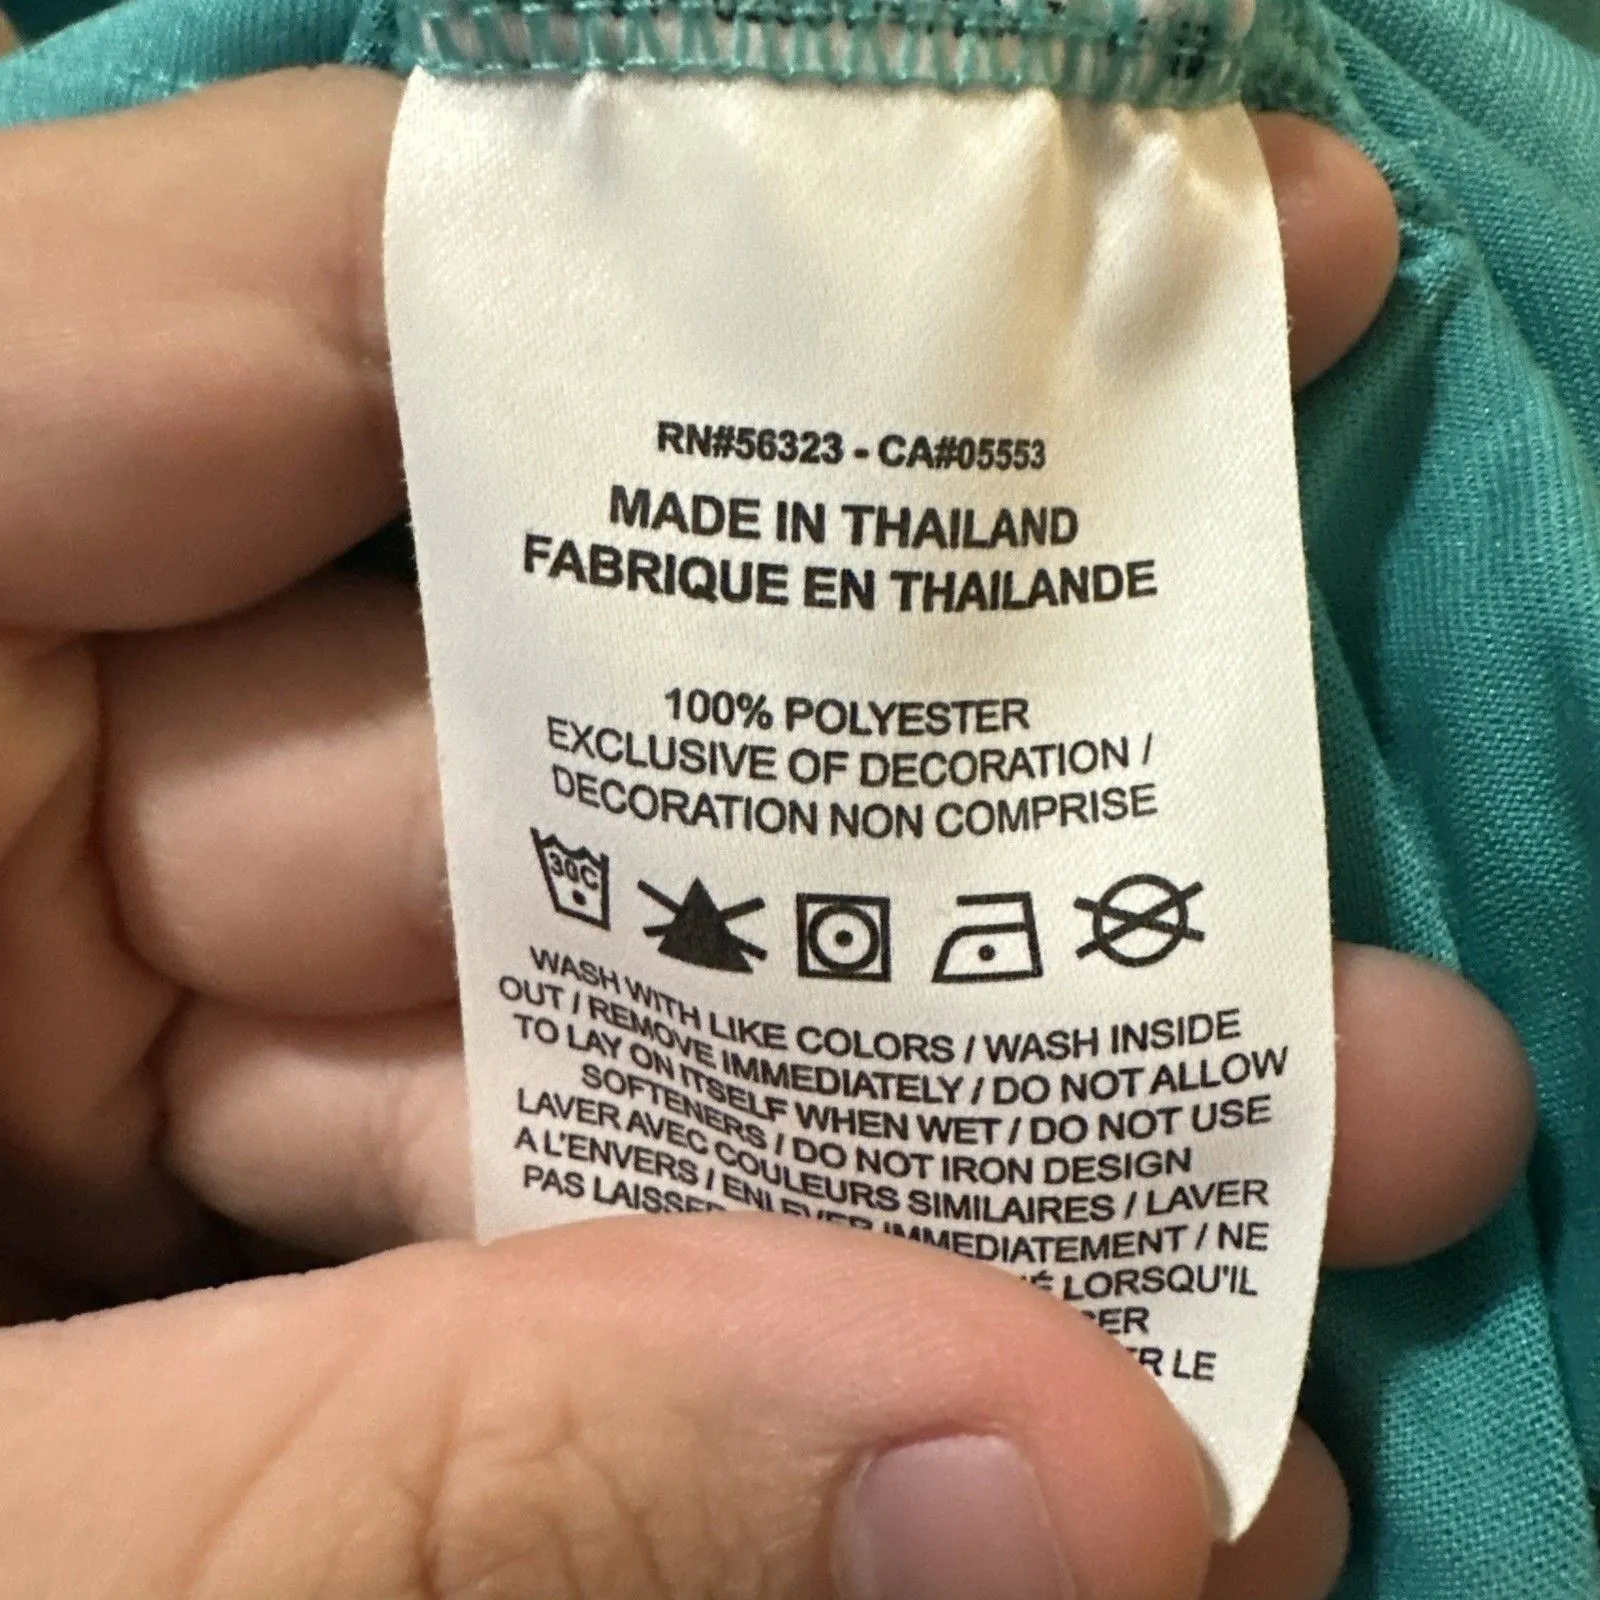 RN#56323 - CA#05553
MADE IN THAILAND
FABRIQUE EN THAILANDE
100% POLYESTER
EXCLUSIVE OF DECORATION /
DECORATION NON COMPRISE
30C
WASH WITH LIKE COLORS / WASH INSIDE
OUT / REMOVE IMMEDIATELY / DO NOT ALLOW
TO LAY ON ITSELF WHEN WET / DO NOT USE
SOFTENERS / DO NOT IRON DESIGN
LAVER AVEC COULEURS SIMILAIRES / LAVER
A L'ENVERS / ENLEVER IMMEDIATEMENT / NE
PAS LORSQU'IL
LE